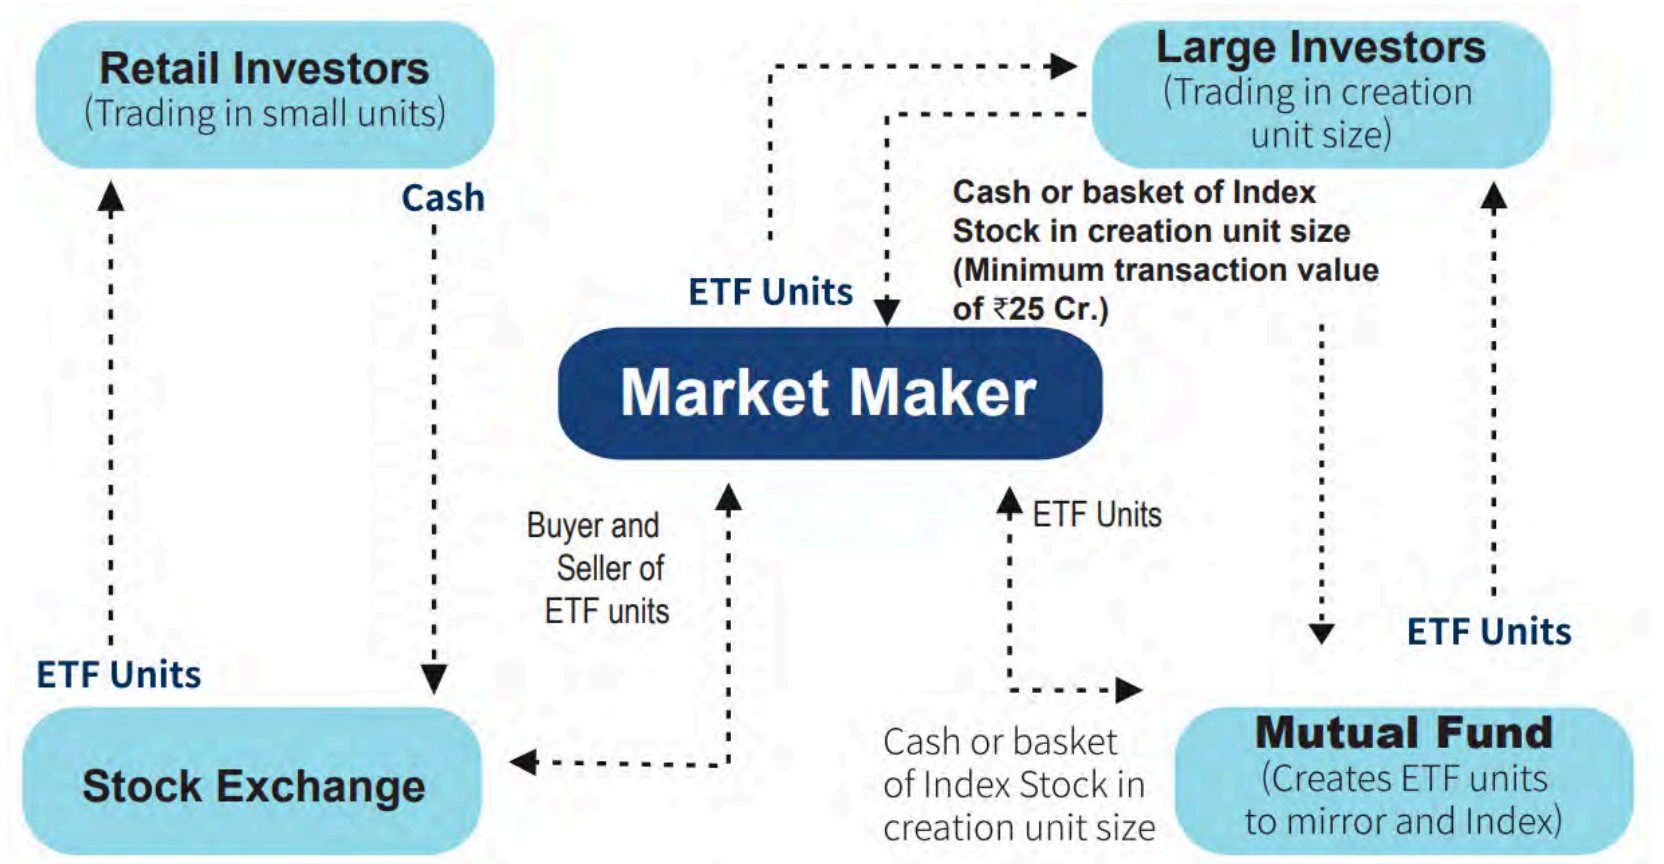 Retail Investors
(Trading in small units)
Large Investors
(Trading in creation
unit size)
Cash
Cash or basket of Index
Stock in creation unit size
(Minimum transaction value
of ₹25 Cr.)
ETF Units
Market Maker
Buyer and
Seller of
ETF units
ETF Units
ETF Units
ETF Units
Stock Exchange
Cash or basket
of Index Stock in
creation unit size
Mutual Fund
(Creates ETF units
to mirror and Index)